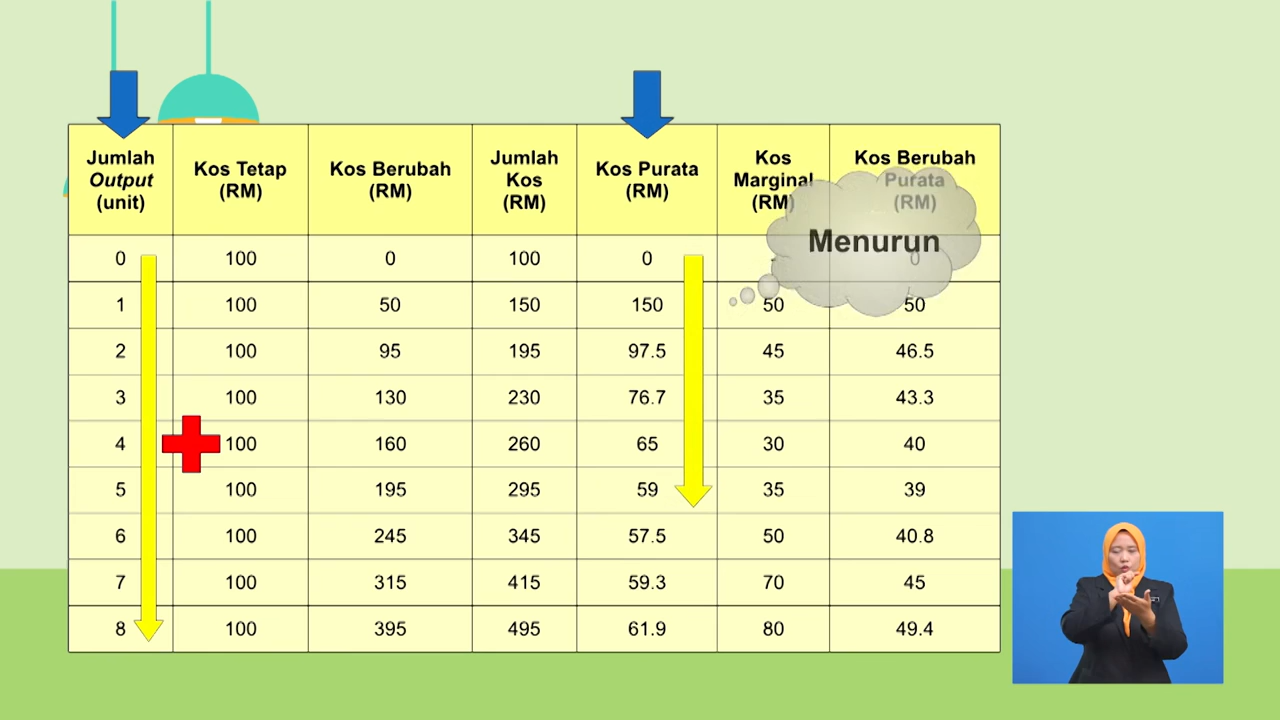 Jumlah Output (unit) Kos Tetap (RM) Kos Berubah (RM) Jumlah Kos (RM) Kos Purata (RM) Kos Marginal (RM) Kos Berubah Purata (RM)
Menurun
0 100 0 100 0 - 0
1 100 50 150 150 50 50
2 100 95 195 97.5 45 46.5
3 100 130 230 76.7 35 43.3
4 100 160 260 65 30 40
5 100 195 295 59 35 39
6 100 245 345 57.5 50 40.8
7 100 315 415 59.3 70 45
8 100 395 495 61.9 80 49.4